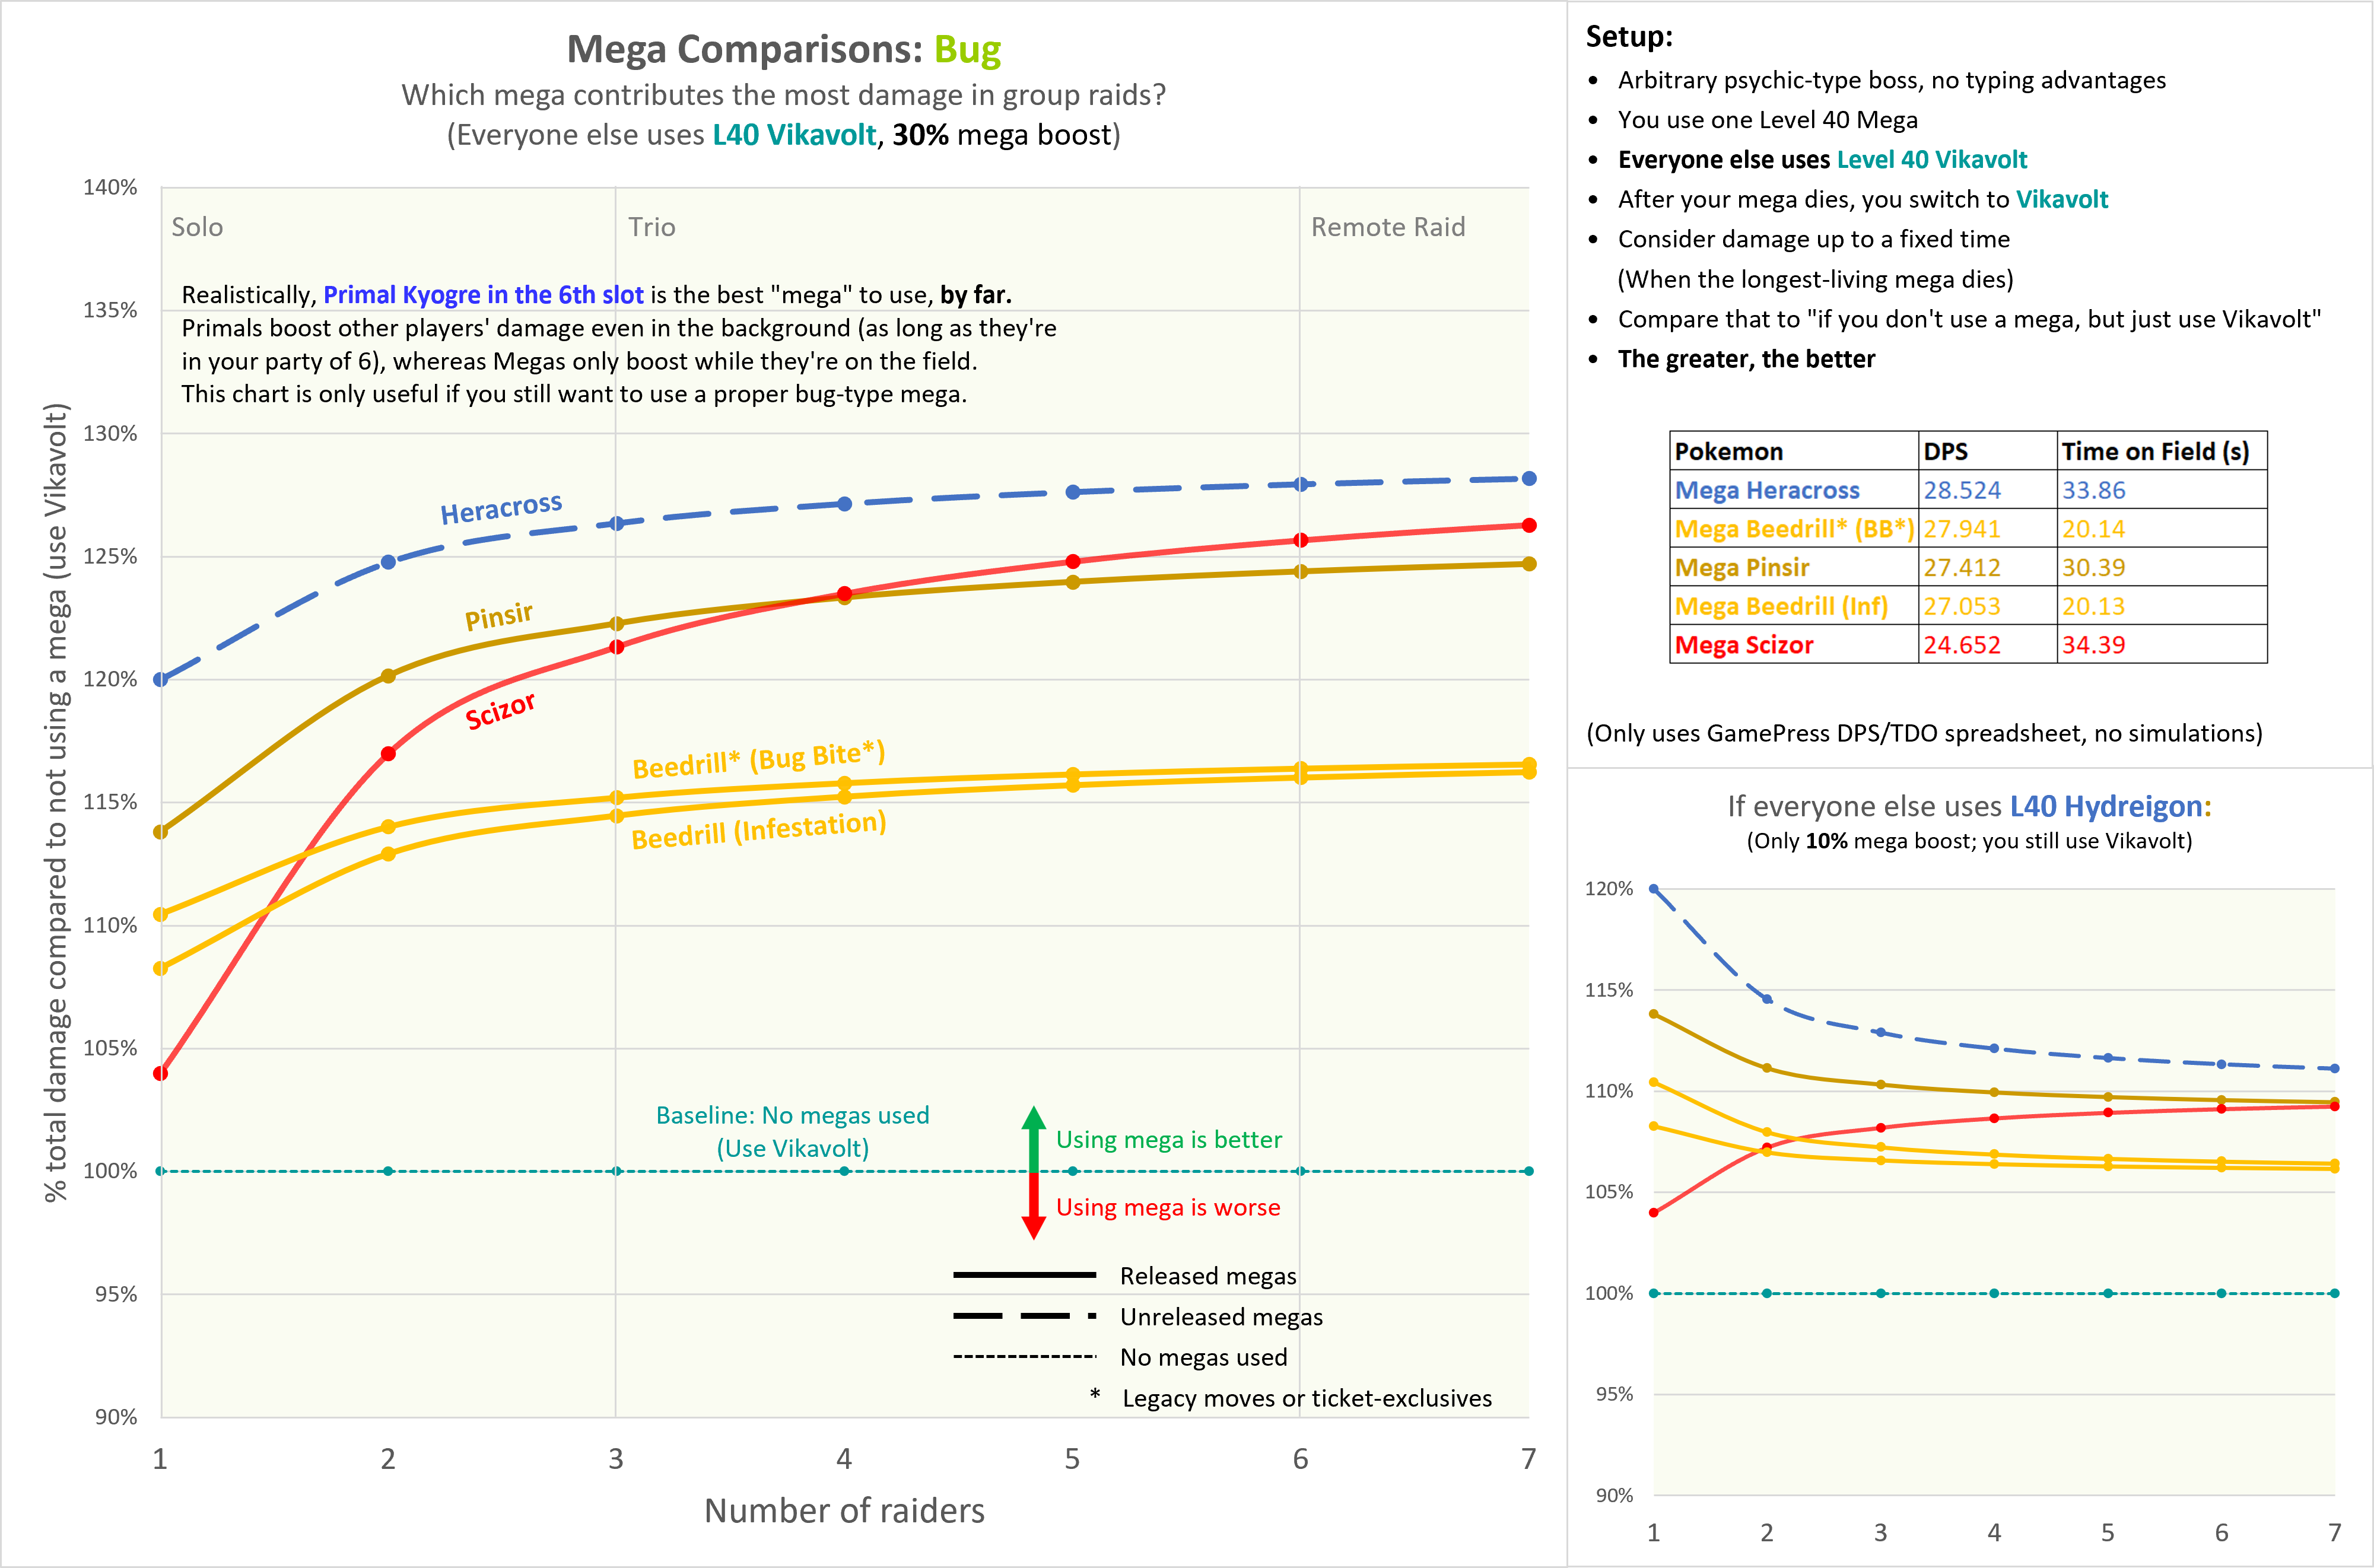 Mega Comparisons: Bug
Which mega contributes the most damage in group raids?
(Everyone else uses L40 Vikavolt, 30% mega boost)
% total damage compared to not using a mega (use Vikavolt)
140%
135%
130%
125%
120%
115%
110%
105%
100%
95%
90%
Solo
Trio
Remote Raid
Realistically, Primal Kyogre in the 6th slot is the best "mega" to use, by far.
Primals boost other players' damage even in the background (as long as they're
in your party of 6), whereas Megas only boost while they're on the field.
This chart is only useful if you still want to use a proper bug-type mega.
Heracross
Pinsir
Scizor
Beedrill* (Bug Bite*)
Beedrill (Infestation)
Baseline: No megas used
(Use Vikavolt)
Using mega is better
Using mega is worse
Released megas
Unreleased megas
No megas used
* Legacy moves or ticket-exclusives
1 2 3 4 5 6 7
Number of raiders
Setup:
• Arbitrary psychic-type boss, no typing advantages
• You use one Level 40 Mega
• Everyone else uses Level 40 Vikavolt
• After your mega dies, you switch to Vikavolt
• Consider damage up to a fixed time
(When the longest-living mega dies)
• Compare that to "if you don't use a mega, but just use Vikavolt"
• The greater, the better
Pokemon DPS Time on Field (s)
Mega Heracross 28.524 33.86
Mega Beedrill* (BB*) 27.941 20.14
Mega Pinsir 27.412 30.39
Mega Beedrill (Inf) 27.053 20.13
Mega Scizor 24.652 34.39
(Only uses GamePress DPS/TDO spreadsheet, no simulations)
If everyone else uses L40 Hydreigon:
(Only 10% mega boost; you still use Vikavolt)
120%
115%
110%
105%
100%
95%
90%
1 2 3 4 5 6 7